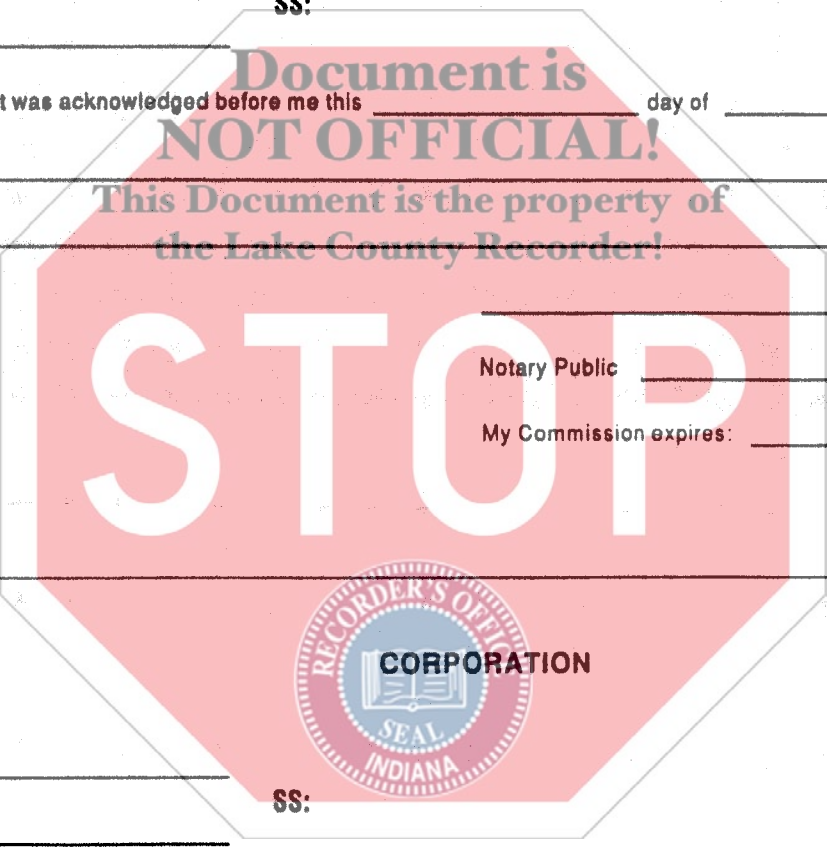 SS:
Document is
t was acknowledged before me this day of
NOT OFFICIAL!
This Document is the property of
the Lake County Recorder!
STOP
Notary Public
My Commission expires:
RECORDER'S OFFICE
CORPORATION
SEAL
INDIANA
SS: